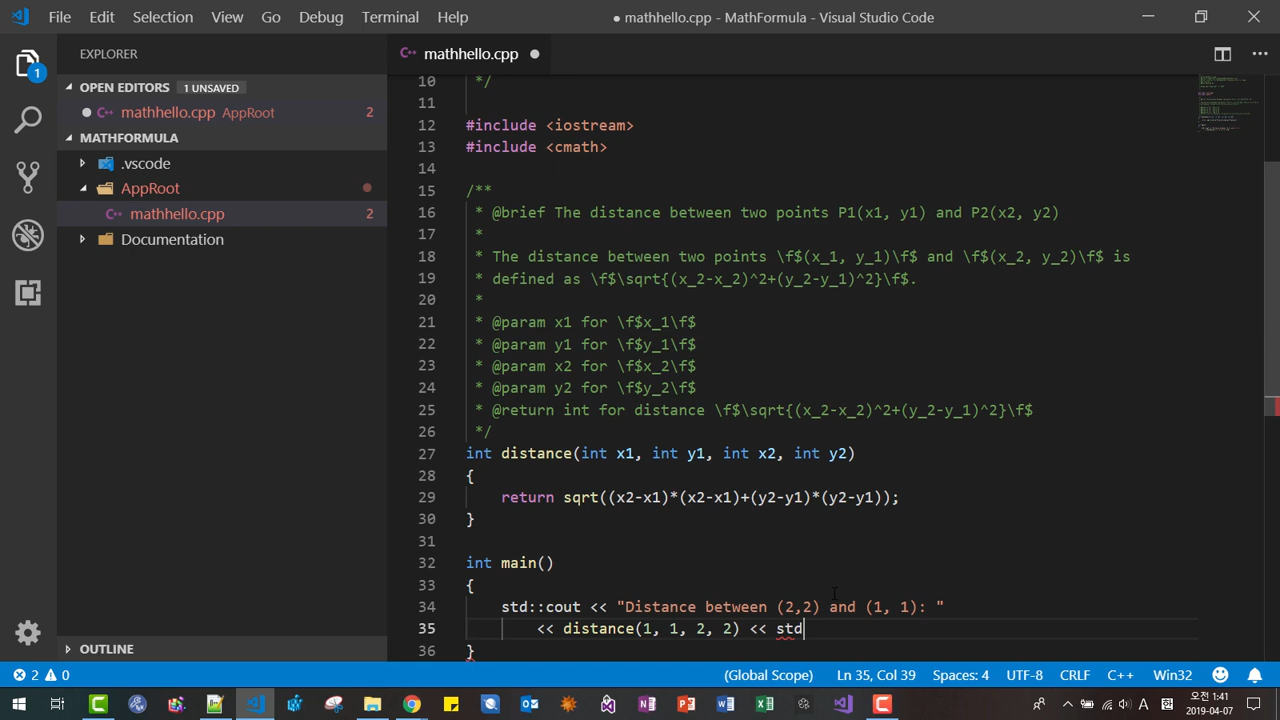 File Edit Selection View Go Debug Terminal Help
● mathhello.cpp - MathFormula - Visual Studio Code
EXPLORER
OPEN EDITORS 1 UNSAVED
mathhello.cpp AppRoot 2
MATHFORMULA
.vscode
AppRoot
mathhello.cpp 2
Documentation
OUTLINE
1
mathhello.cpp
10 */
11
12 #include <iostream>
13 #include <cmath>
14
15 /**
16 * @brief The distance between two points P1(x1, y1) and P2(x2, y2)
17 *
18 * The distance between two points \f$(x_1, y_1)\f$ and \f$(x_2, y_2)\f$ is
19 * defined as \f$\sqrt{(x_2-x_2)^2+(y_2-y_1)^2}\f$.
20 *
21 * @param x1 for \f$x_1\f$
22 * @param y1 for \f$y_1\f$
23 * @param x2 for \f$x_2\f$
24 * @param y2 for \f$y_2\f$
25 * @return int for distance \f$\sqrt{(x_2-x_2)^2+(y_2-y_1)^2}\f$
26 */
27 int distance(int x1, int y1, int x2, int y2)
28 {
29 return sqrt((x2-x1)*(x2-x1)+(y2-y1)*(y2-y1));
30 }
31
32 int main()
33 {
34 std::cout << "Distance between (2,2) and (1, 1): "
35 << distance(1, 1, 2, 2) << std
36 }
2 0 (Global Scope) Ln 35, Col 39 Spaces: 4 UTF-8 CRLF C++ Win32
A 오전 1:41
2019-04-07